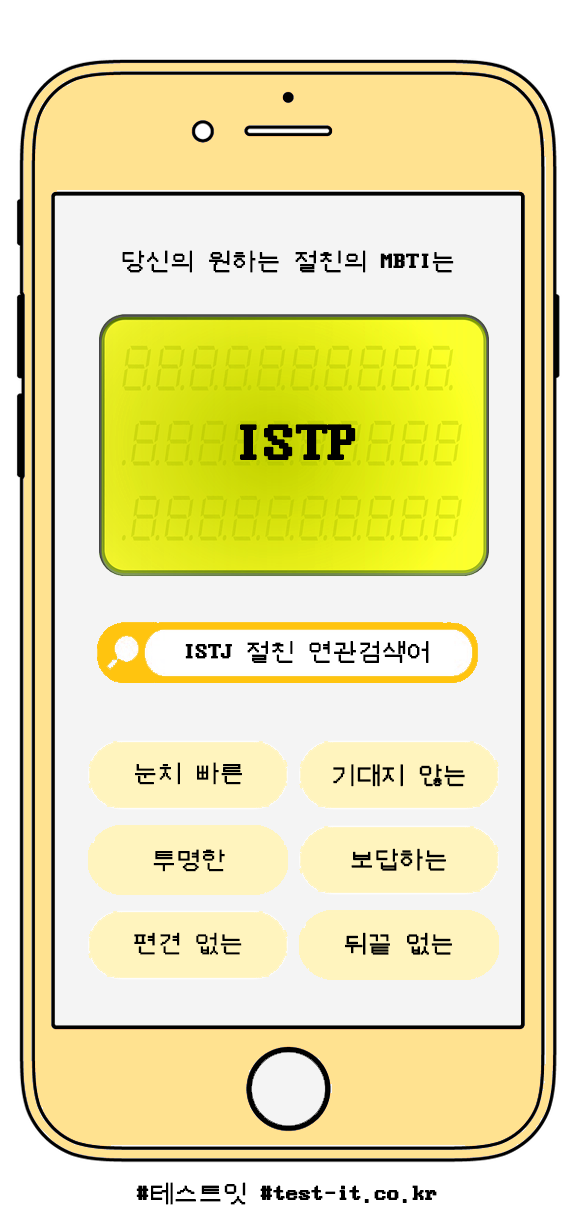 당신의 원하는 절친의 MBTI는
ISTP
ISTJ 절친 연관검색어
눈치 빠른
기대지 않는
투명한
보답하는
편견 없는
뒤끝 없는
#테스트잇 #test-it.co.kr